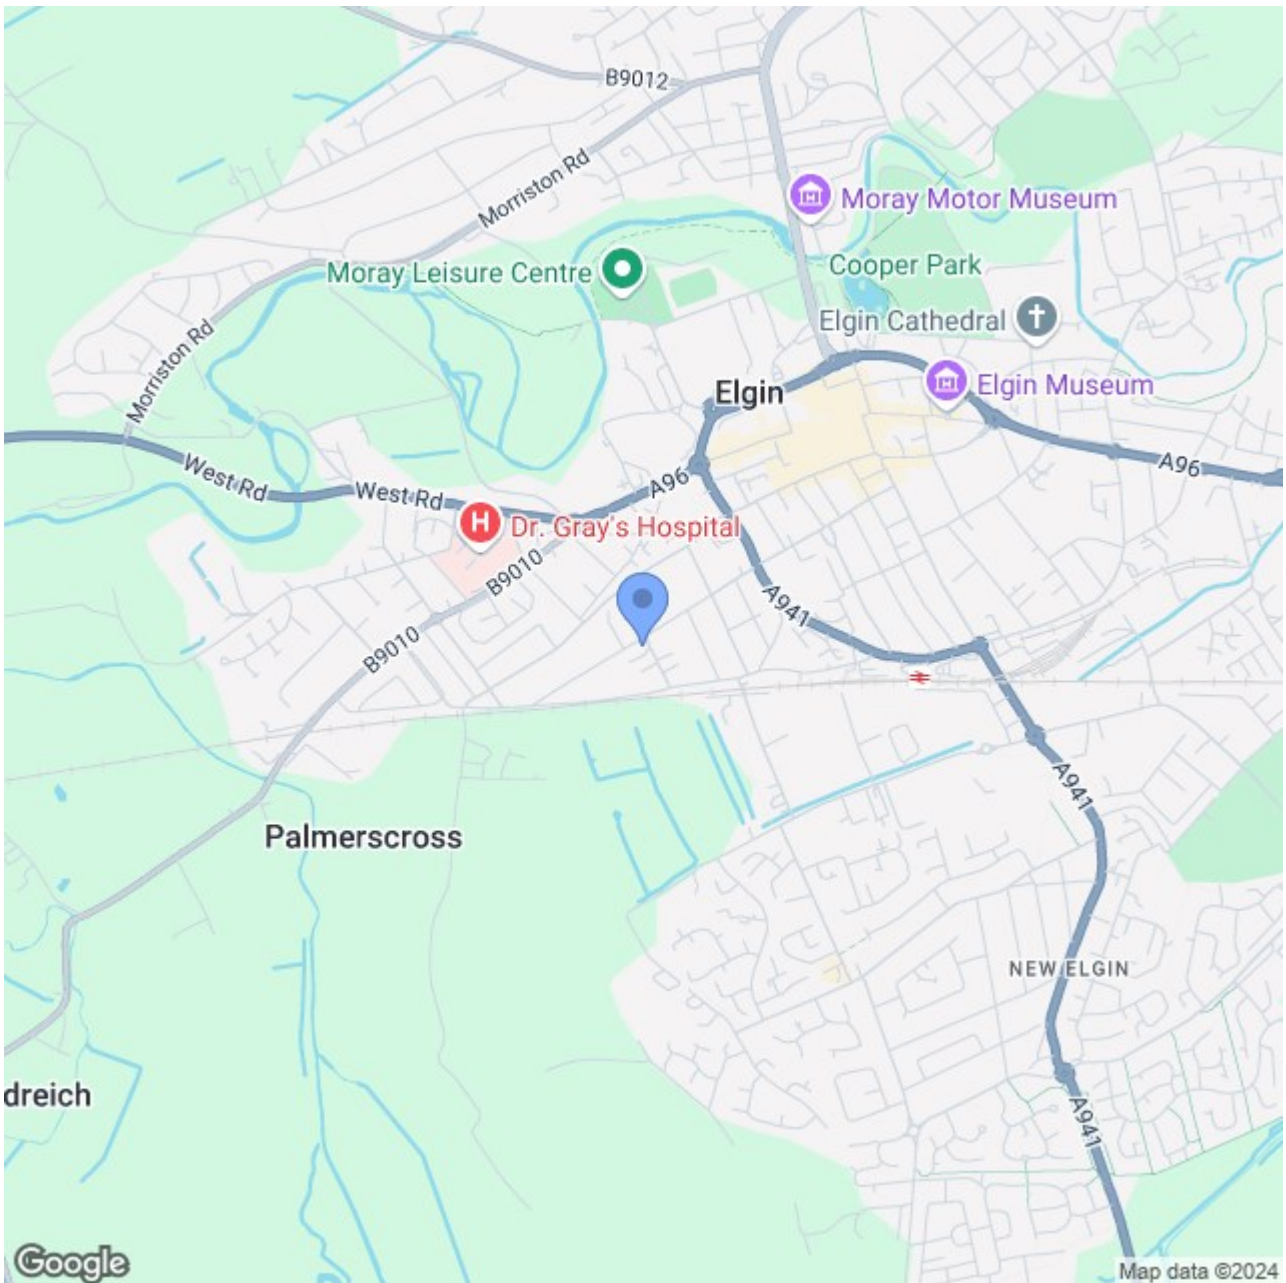 B9012
Morriston Rd
Moray Motor Museum
Moray Leisure Centre
Cooper Park
Elgin Cathedral
Morriston Rd
Elgin
Elgin Museum
West Rd
West Rd
A96
A96
Dr. Gray's Hospital
B9010
A941
B9010
A941
Palmerscross
NEW ELGIN
dreich
A941
Google
Map data ©2024